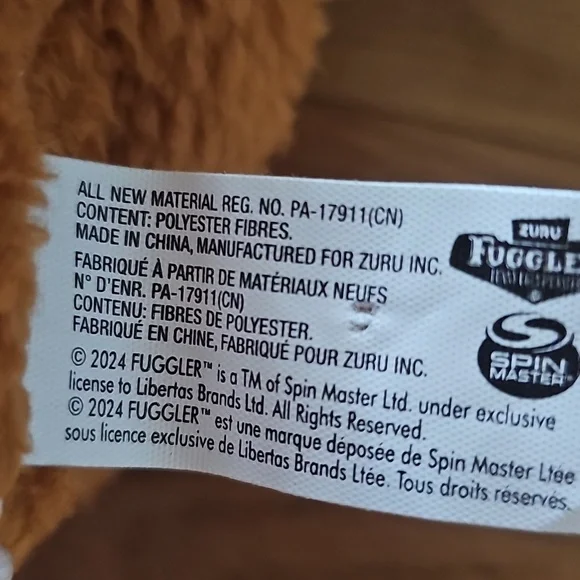 ALL NEW MATERIAL REG. NO. PA-17911(CN)
CONTENT: POLYESTER FIBRES.
MADE IN CHINA, MANUFACTURED FOR ZURU INC.
FABRIQUÉ À PARTIR DE MATÉRIAUX NEUFS
N° D'ENR. PA-17911(CN)
CONTENU: FIBRES DE POLYESTER.
FABRIQUÉ EN CHINE, FABRIQUÉ POUR ZURU INC.
© 2024 FUGGLER™ is a TM of Spin Master Ltd. under exclusive
license to Libertas Brands Ltd. All Rights Reserved.
© 2024 FUGGLER™ est une marque déposée de Spin Master Ltée
sous licence exclusive de Libertas Brands Ltée. Tous droits réservés.
ZURU
FUGGLE
SPIN
MASTER™